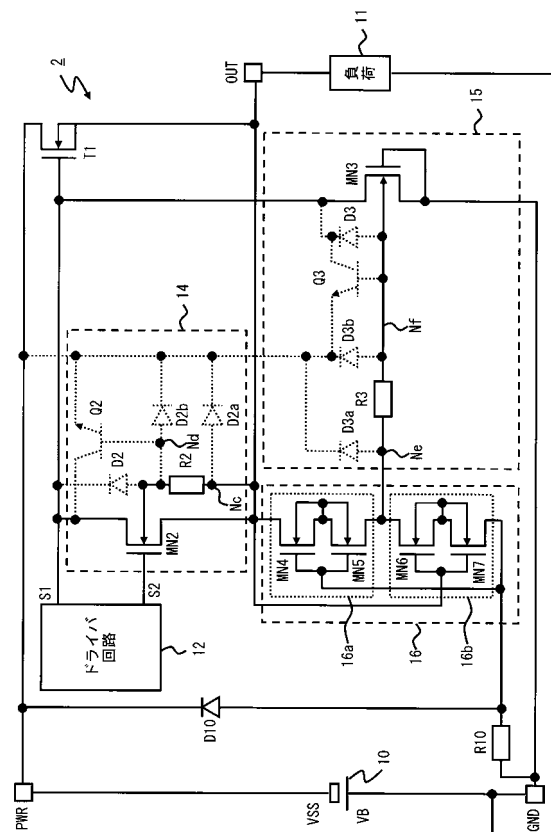 2
PWR
T1
OUT
11
負荷
15
14
Q2
D2
D2b
D2a
Nd
R2
Nc
MN2
S1
S2
ドライバ
回路
12
D10
MN3
D3
Q3
D3b
Nf
D3a
R3
Ne
MN4
MN5
MN6
MN7
16a
16
16b
R10
VSS
VB
10
GND